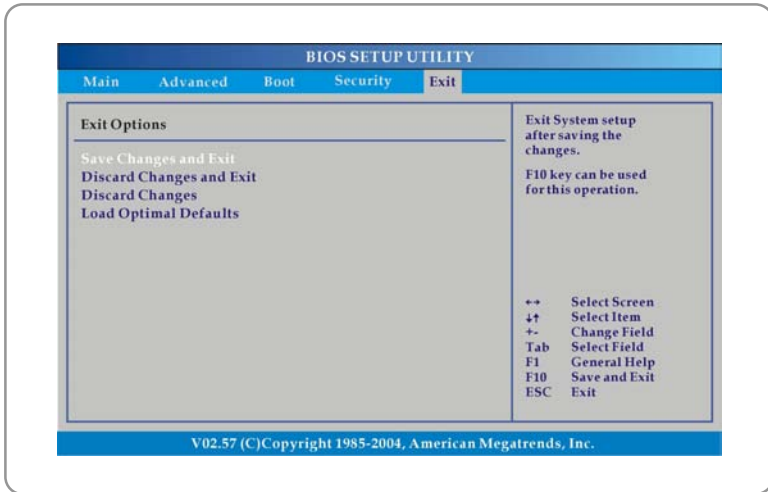 BIOS SETUP UTILITY
Main Advanced Boot Security Exit
Exit Options
Save Changes and Exit
Discard Changes and Exit
Discard Changes
Load Optimal Defaults
Exit System setup
after saving the
changes.
F10 key can be used
for this operation.
↔ Select Screen
↓↑ Select Item
+- Change Field
Tab Select Field
F1 General Help
F10 Save and Exit
ESC Exit
V02.57 (C)Copyright 1985-2004, American Megatrends, Inc.